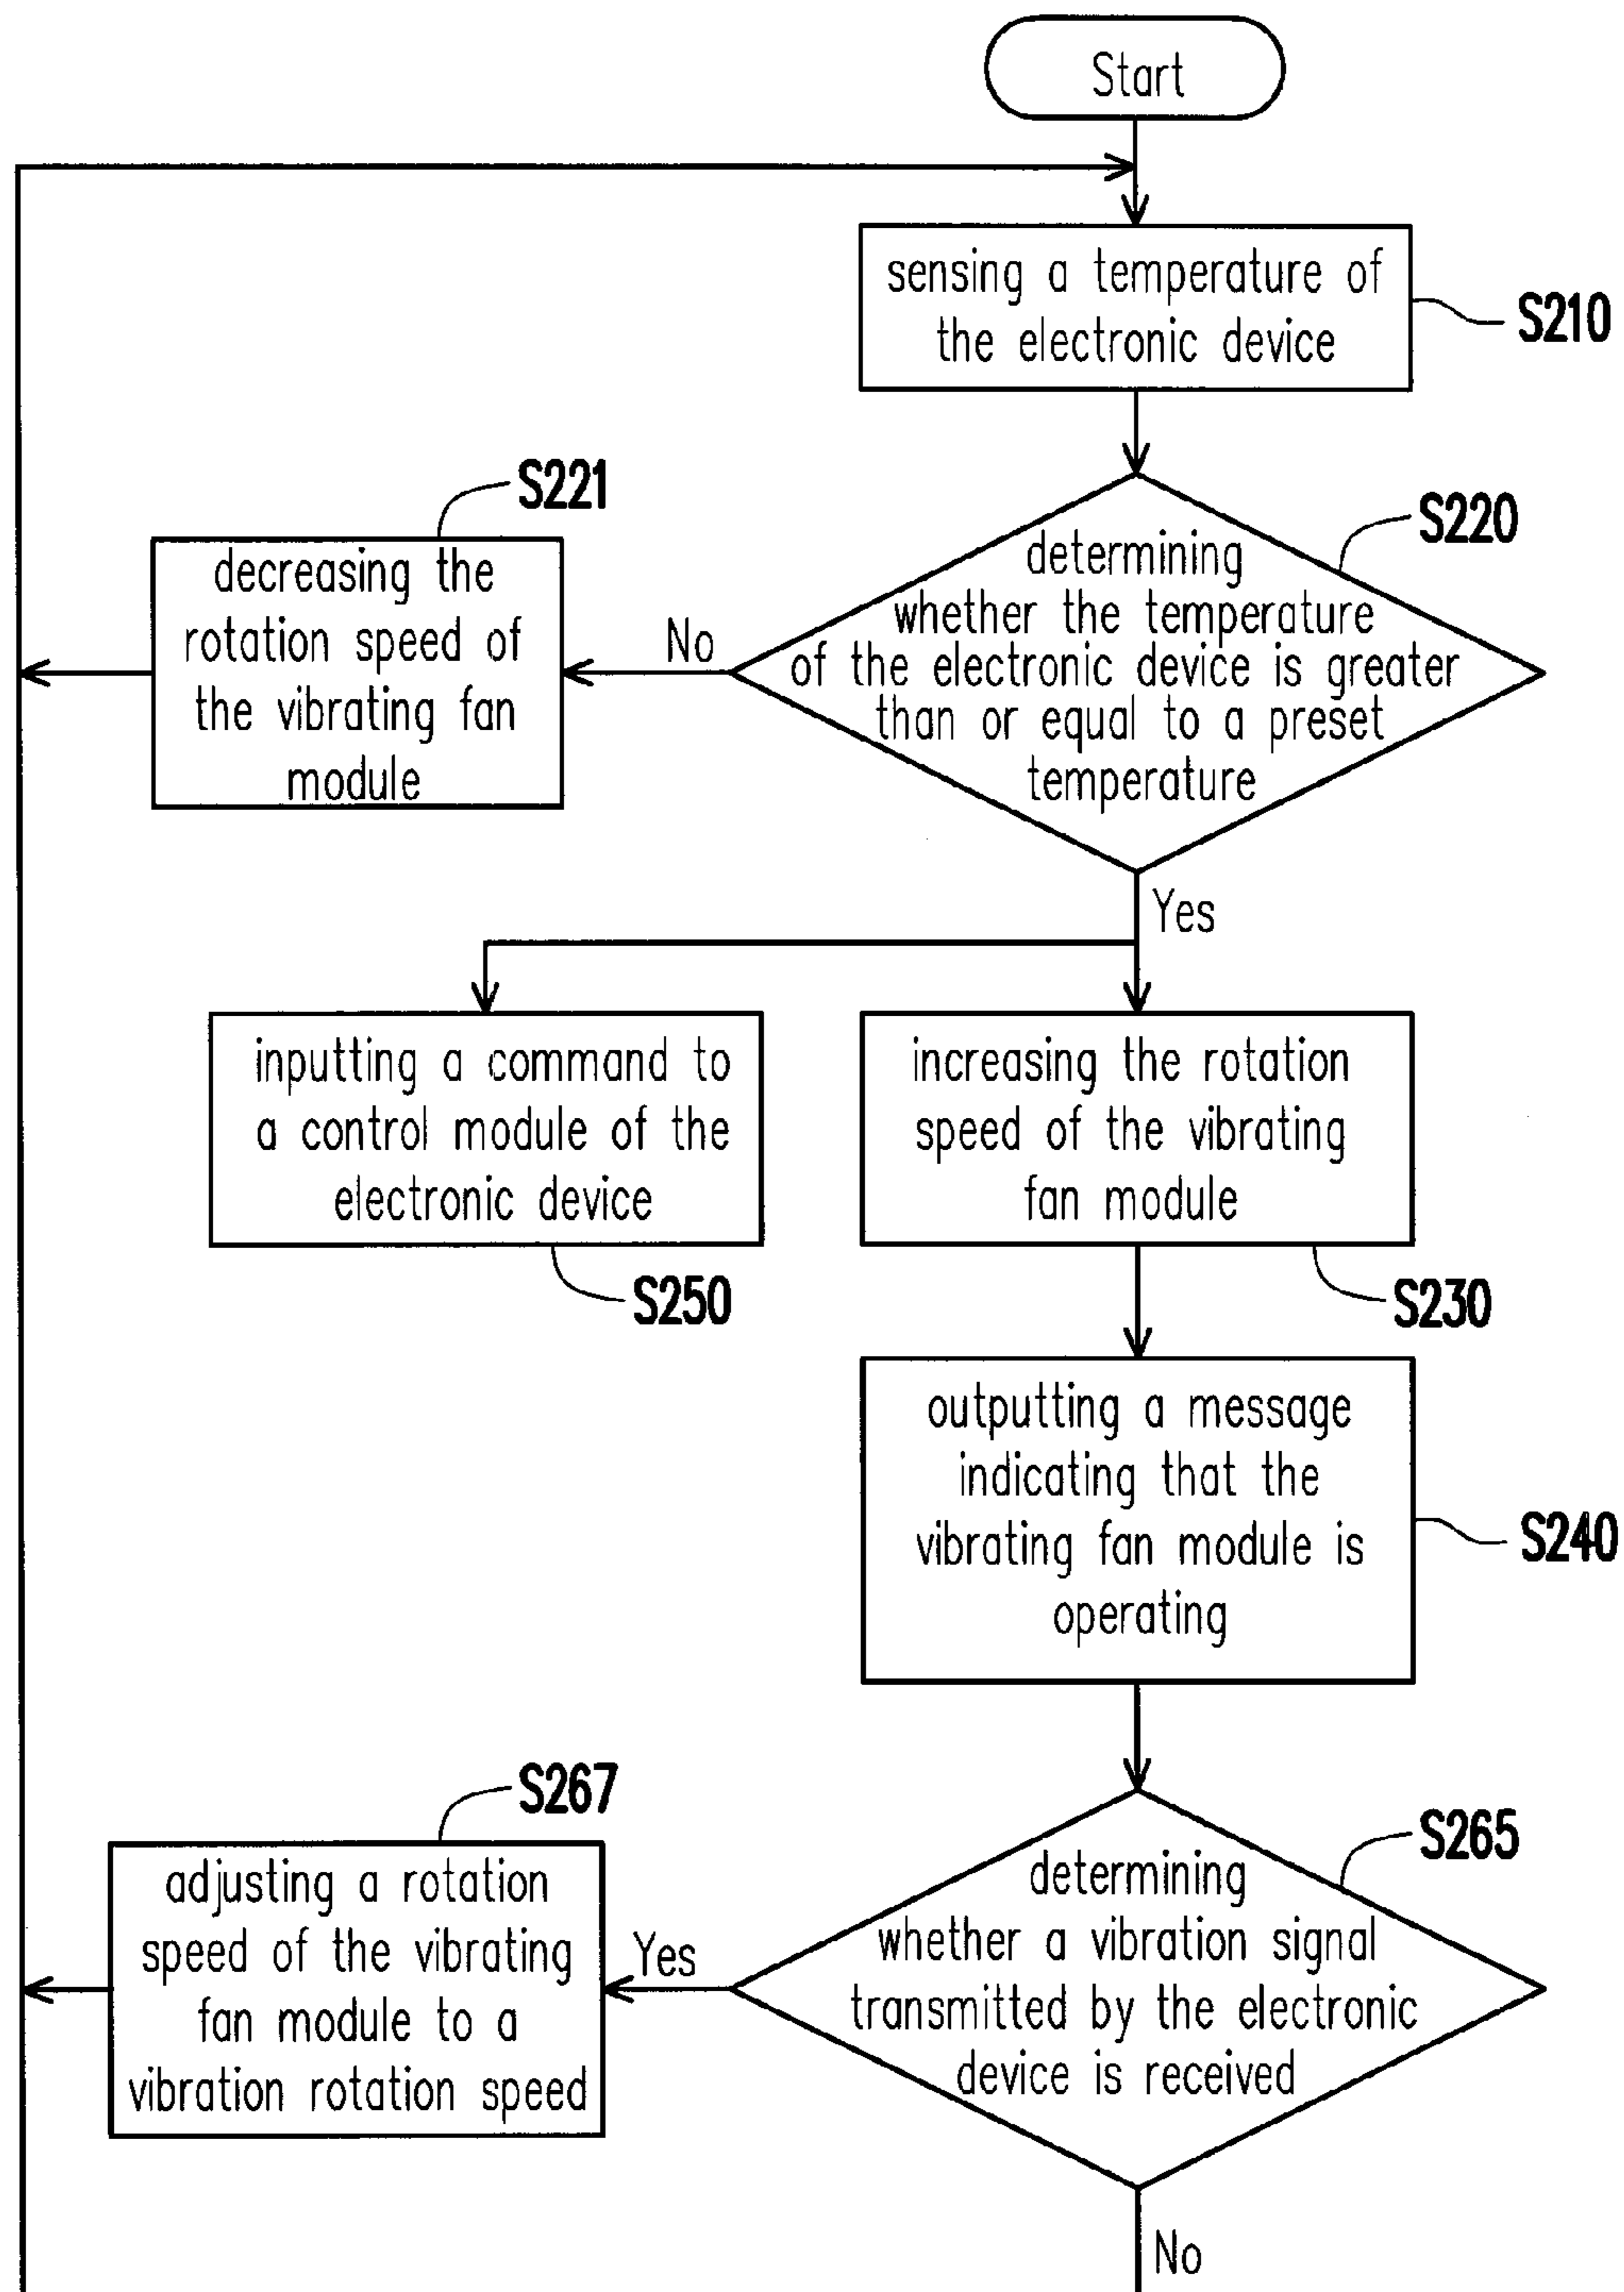 Start
sensing a temperature of
the electronic device
S210
S221
decreasing the
rotation speed of
the vibrating fan
module
No
S220
determining
whether the temperature
of the electronic device is greater
than or equal to a preset
temperature
Yes
inputting a command to
a control module of the
electronic device
S250
increasing the rotation
speed of the vibrating
fan module
S230
outputting a message
indicating that the
vibrating fan module is
operating
S240
S267
adjusting a rotation
speed of the vibrating
fan module to a
vibration rotation speed
Yes
S265
determining
whether a vibration signal
transmitted by the electronic
device is received
No